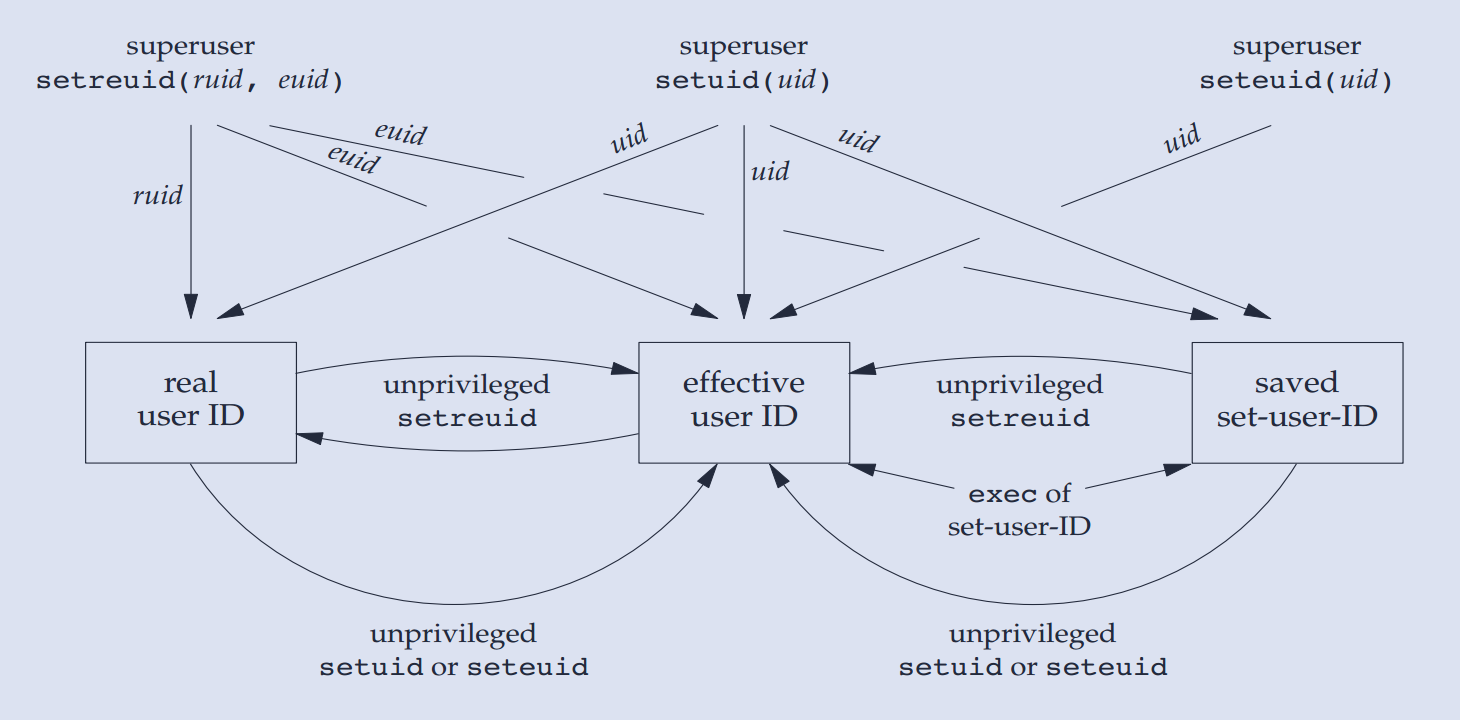 superuser
setreuid(ruid, euid)
superuser
setuid(uid)
superuser
seteuid(uid)
euid
euid
ruid
uid
uid
uid
uid
real
user ID
unprivileged
setreuid
effective
user ID
unprivileged
setreuid
saved
set-user-ID
exec of
set-user-ID
unprivileged
setuid or seteuid
unprivileged
setuid or seteuid